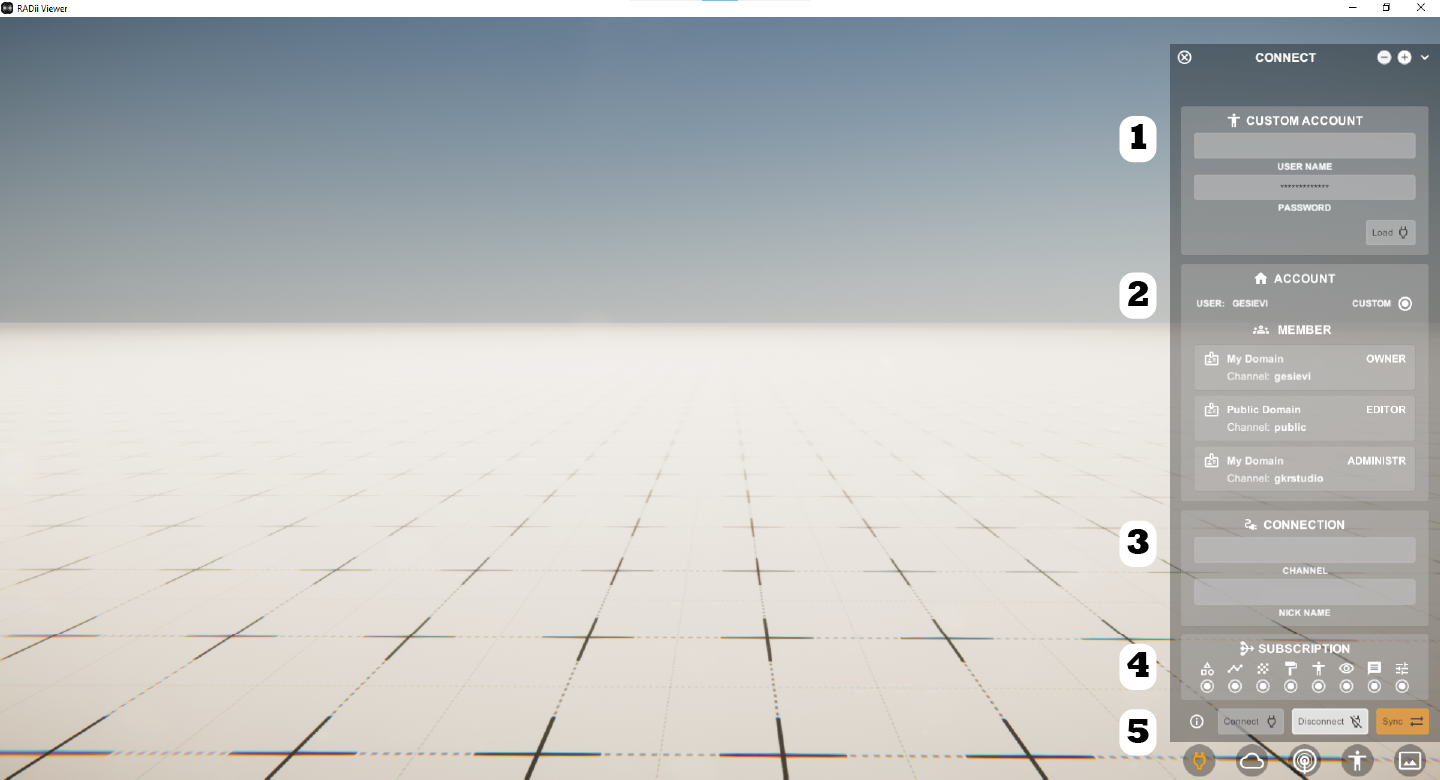 RADii Viewer
CONNECT
1
CUSTOM ACCOUNT
USER NAME
*************
PASSWORD
Load
2
ACCOUNT
USER: GESIEVI CUSTOM
MEMBER
My Domain OWNER
Channel: gesievi
Public Domain EDITOR
Channel: public
My Domain ADMINISTR
Channel: gkrstudio
3
CONNECTION
CHANNEL
NICK NAME
4
SUBSCRIPTION
5
Connect Disconnect Sync